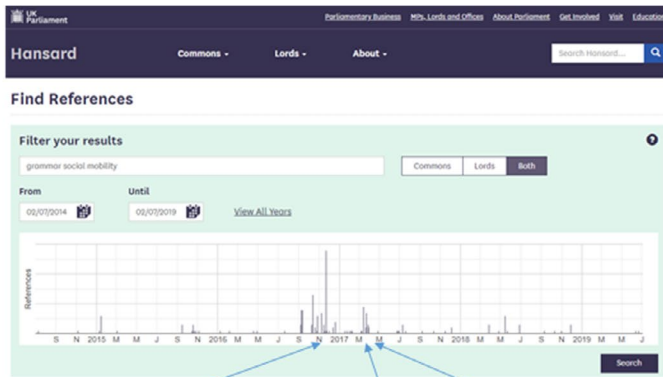 UK
Parliament
Parliamentary Business MPs, Lords and Offices About Parliament Get Involved Visit Education
Hansard Commons Lords About Search Hansard...
Find References
Filter your results
grammar social mobility Commons Lords Both
From Until
02/07/2014 02/07/2019 View All Years
References
S N 2015 M M J S N 2016 M M J S N 2017 M M J S N 2018 M M J S N 2019 M M J
Search